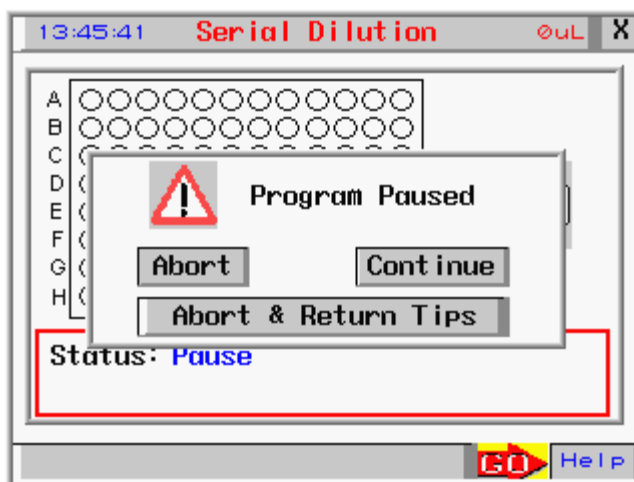 13:45:41 Serial Dilution 0uL X
A
B
C
D
E
F
G
H
Program Paused
Abort Continue
Abort & Return Tips
Status: Pause
GO Help